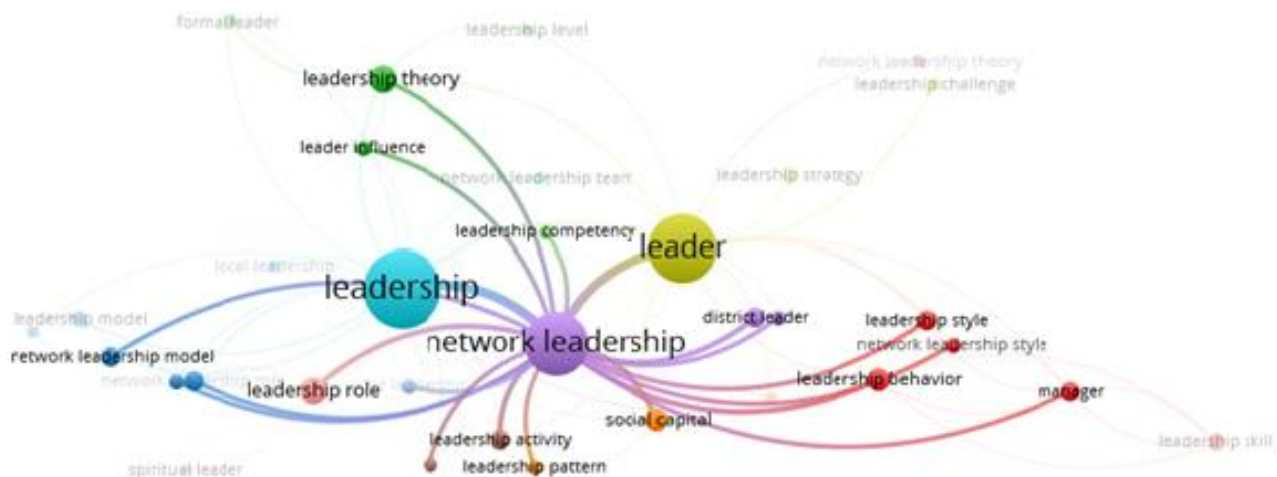 formal leader
leadership level
leadership theory
network leadership theory
leadership challenge
leader influence
network leadership team
leadership strategy
leadership competency
leader
local leadership
leadership
leadership model
district leader
leadership style
network leadership
network leadership style
network leadership model
leadership behavior
leadership role
manager
social capital
leadership activity
leadership skill
leadership pattern
spiritual leader